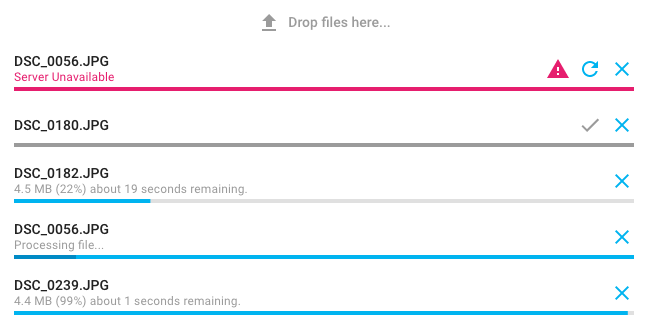 Drop files here...
DSC_0056.JPG
Server Unavailable
DSC_0180.JPG
DSC_0182.JPG
4.5 MB (22%) about 19 seconds remaining.
DSC_0056.JPG
Processing file...
DSC_0239.JPG
4.4 MB (99%) about 1 seconds remaining.